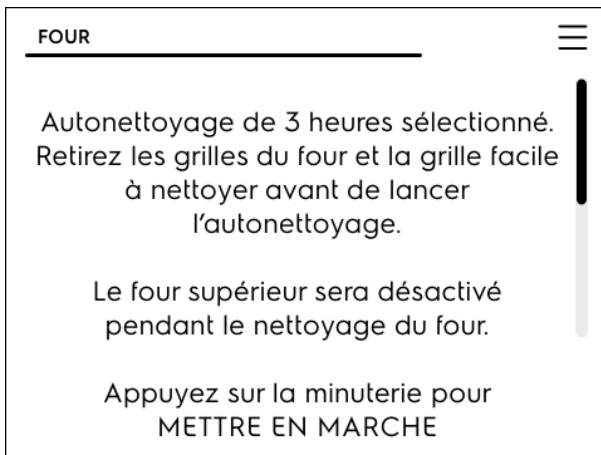 FOUR
Autonettoyage de 3 heures sélectionné.
Retirez les grilles du four et la grille facile
à nettoyer avant de lancer
l'autonettoyage.
Le four supérieur sera désactivé
pendant le nettoyage du four.
Appuyez sur la minuterie pour
METTRE EN MARCHE